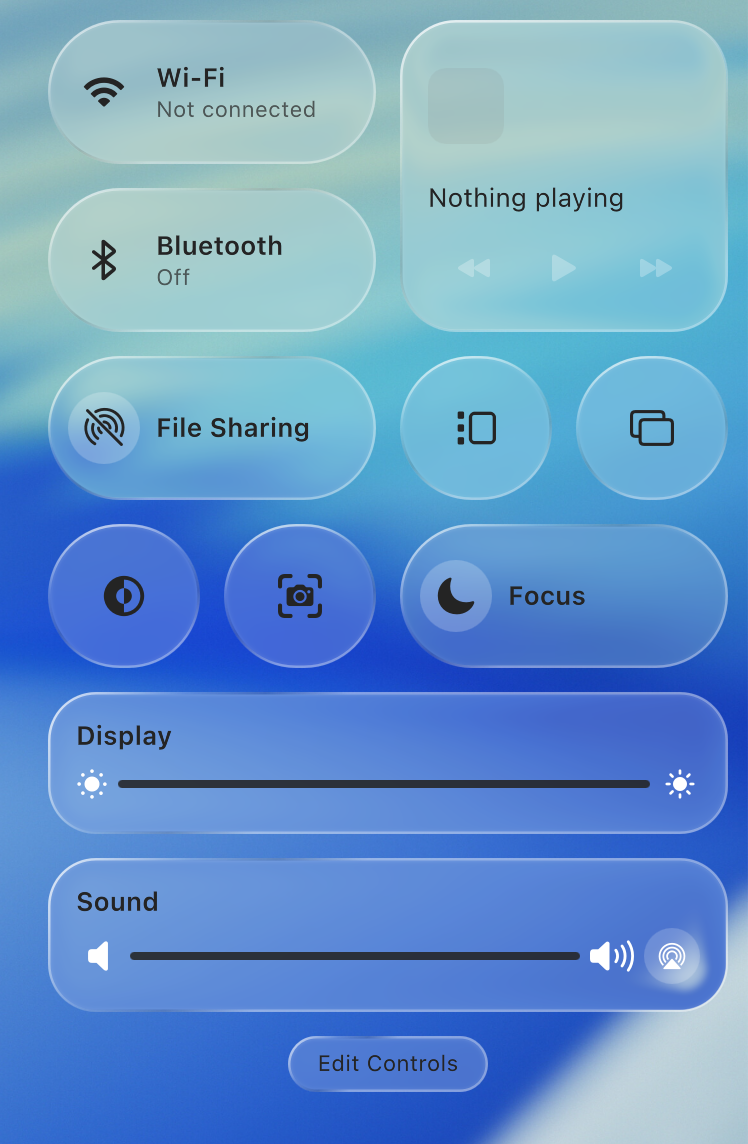 Wi-Fi
Not connected
Nothing playing
Bluetooth
Off
File Sharing
Focus
Display
Sound
Edit Controls